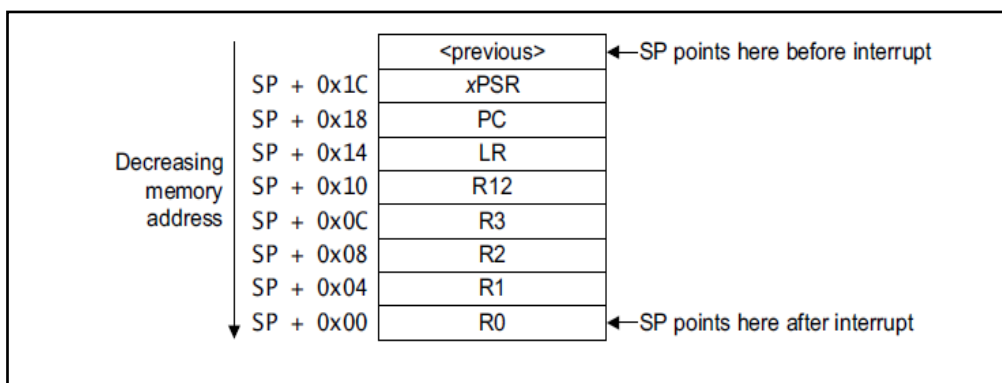 <previous>
SP points here before interrupt
SP + 0x1C
xPSR
SP + 0x18
PC
SP + 0x14
LR
Decreasing
memory
address
SP + 0x10
R12
SP + 0x0C
R3
SP + 0x08
R2
SP + 0x04
R1
SP + 0x00
R0
SP points here after interrupt